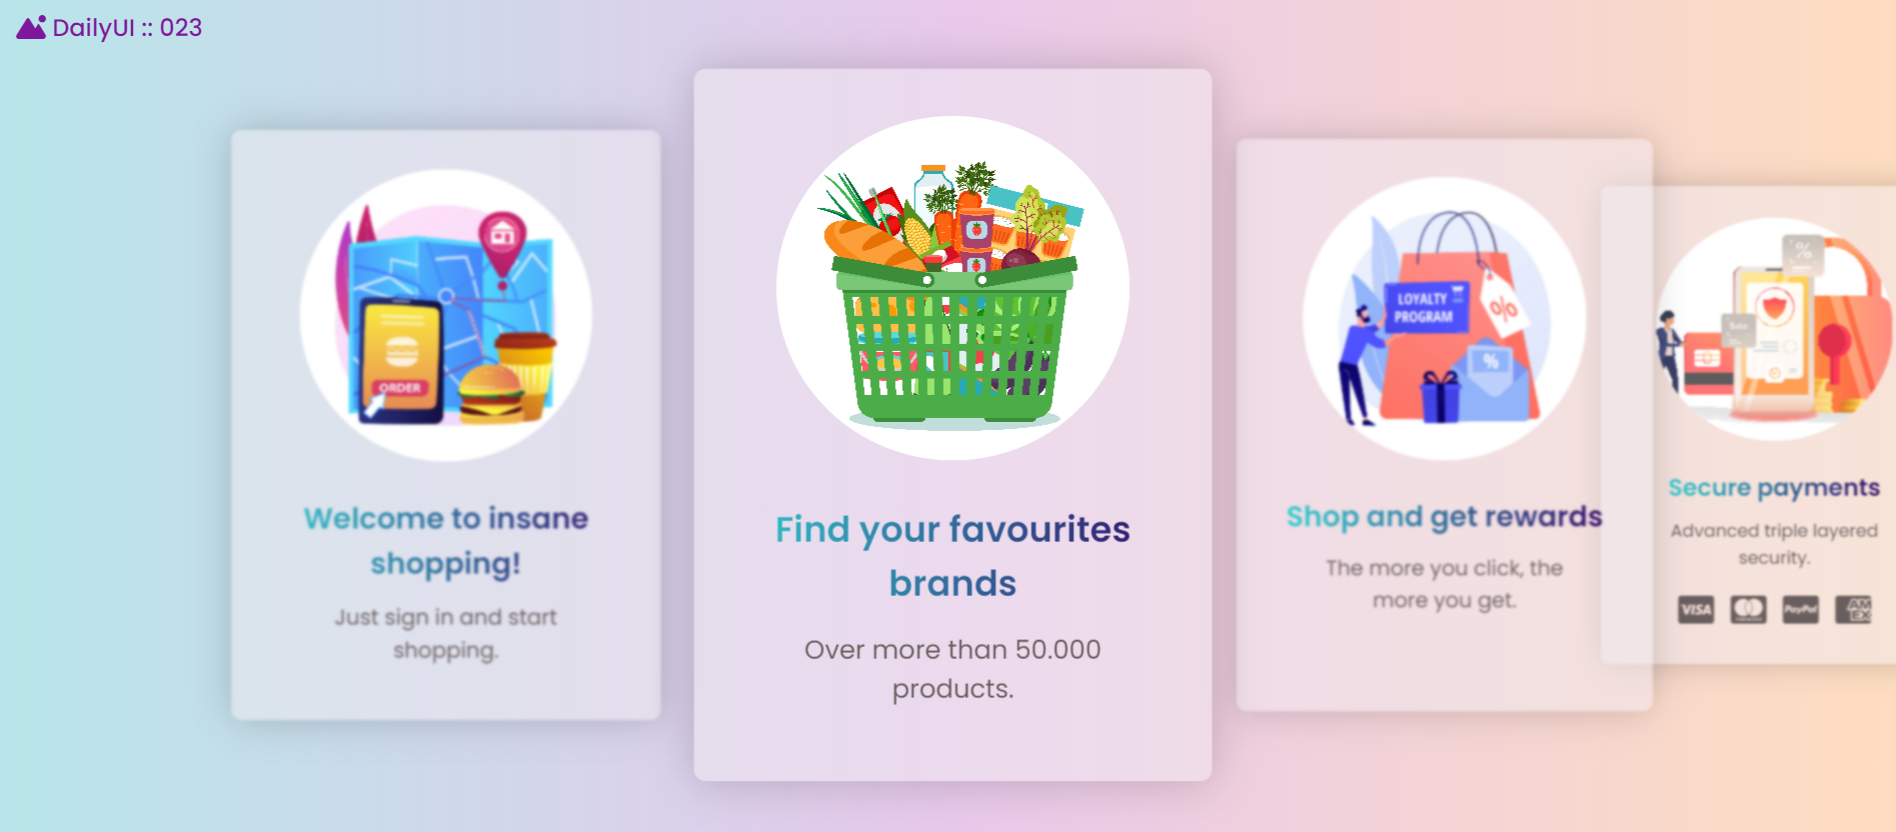 DailyUI :: 023
ORDER
Welcome to insane
shopping!
Just sign in and start
shopping.
Find your favourites
brands
Over more than 50.000
products.
LOYALTY
PROGRAM
%
%
Shop and get rewards
The more you click, the
more you get.
%
Sale
Secure payments
Advanced triple layered
security.
VISA
PayPal
AM
EX